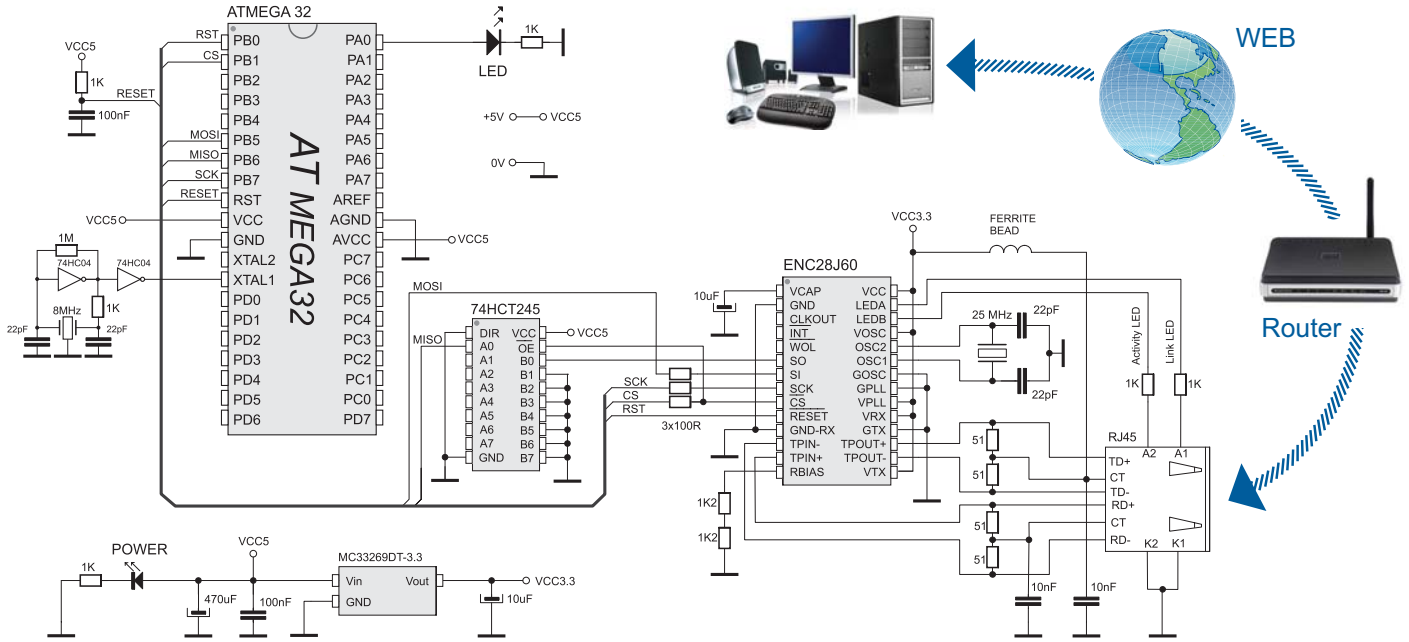 ATMEGA 32
VCC5
1K
RESET
100nF
RST
CS
MOSI
MISO
SCK
RESET
VCC5
PB0
PB1
PB2
PB3
PB4
PB5
PB6
PB7
RST
VCC
GND
XTAL2
XTAL1
PD0
PD1
PD2
PD3
PD4
PD5
PD6
AT MEGA32
PA0
PA1
PA2
PA3
PA4
PA5
PA6
PA7
AREF
AGND
AVCC
PC7
PC6
PC5
PC4
PC3
PC2
PC1
PC0
PD7
VCC5
LED
1K
+5V
VCC5
0V
1M
74HC04
74HC04
1K
8MHz
22pF
22pF
WEB
Router
MOSI
MISO
74HCT245
DIR
A0
A1
A2
A3
A4
A5
A6
A7
GND
VCC
OE
B0
B1
B2
B3
B4
B5
B6
B7
VCC5
SCK
CS
RST
3x100R
10uF
ENC28J60
VCAP
GND
CLKOUT
INT
WOL
SO
SI
SCK
CS
RESET
GND-RX
TPIN-
TPIN+
RBIAS
VCC
LEDA
LEDB
VOSC
OSC2
OSC1
GOSC
GPLL
VPLL
VRX
GTX
TPOUT+
TPOUT-
VTX
VCC3.3
FERRITE
BEAD
25 MHz
22pF
22pF
Activity LED
Link LED
1K
1K
1K2
1K2
51
51
51
51
RJ45
A2
A1
TD+
CT
TD-
RD+
CT
RD-
K2
K1
10nF
10nF
POWER
1K
VCC5
470uF
100nF
MC33269DT-3.3
Vin
Vout
GND
VCC3.3
10uF